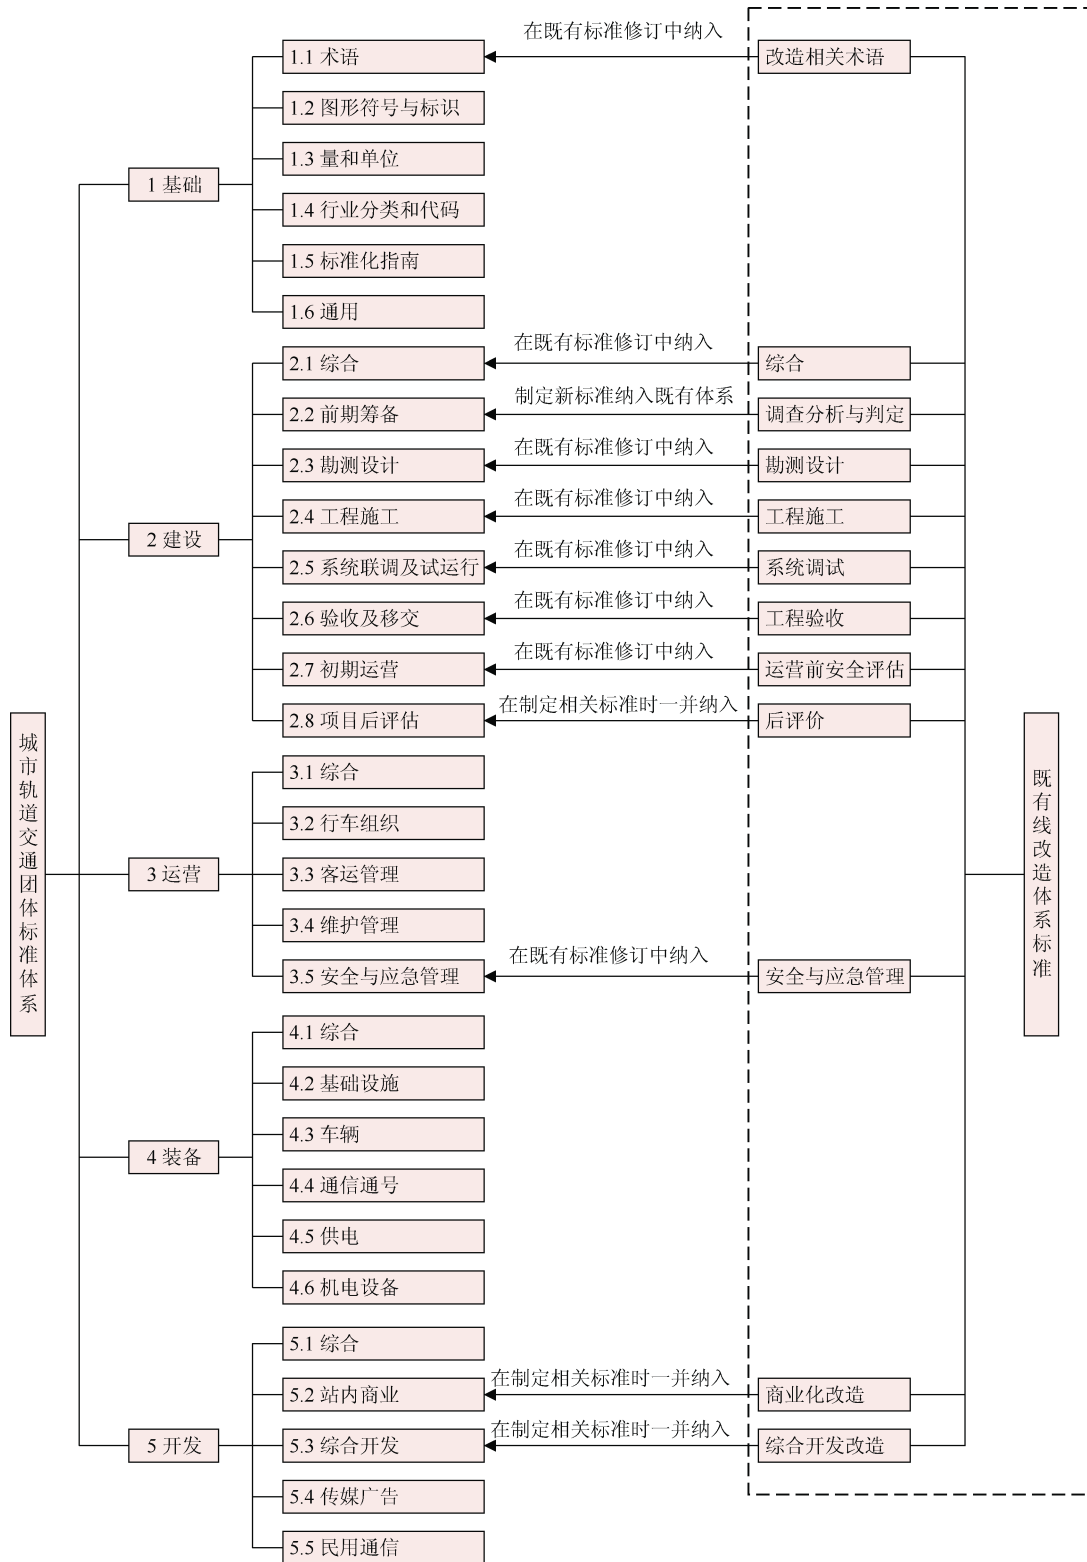 在既有标准修订中纳入
1.1 术语
改造相关术语
1.2 图形符号与标识
1.3 量和单位
1 基础
1.4 行业分类和代码
1.5 标准化指南
1.6 通用
在既有标准修订中纳入
2.1 综合
综合
制定新标准纳入既有体系
2.2 前期筹备
调查分析与判定
在既有标准修订中纳入
2.3 勘测设计
勘测设计
在既有标准修订中纳入
2.4 工程施工
工程施工
2 建设
在既有标准修订中纳入
2.5 系统联调及试运行
系统调试
在既有标准修订中纳入
2.6 验收及移交
工程验收
在既有标准修订中纳入
2.7 初期运营
运营前安全评估
在制定相关标准时一并纳入
2.8 项目后评估
后评价
城市轨道交通团体标准体系
既有线改造体系标准
3.1 综合
3.2 行车组织
3 运营
3.3 客运管理
3.4 维护管理
在既有标准修订中纳入
3.5 安全与应急管理
安全与应急管理
4.1 综合
4.2 基础设施
4.3 车辆
4 装备
4.4 通信通号
4.5 供电
4.6 机电设备
5.1 综合
在制定相关标准时一并纳入
5.2 站内商业
商业化改造
在制定相关标准时一并纳入
5 开发
5.3 综合开发
综合开发改造
5.4 传媒广告
5.5 民用通信